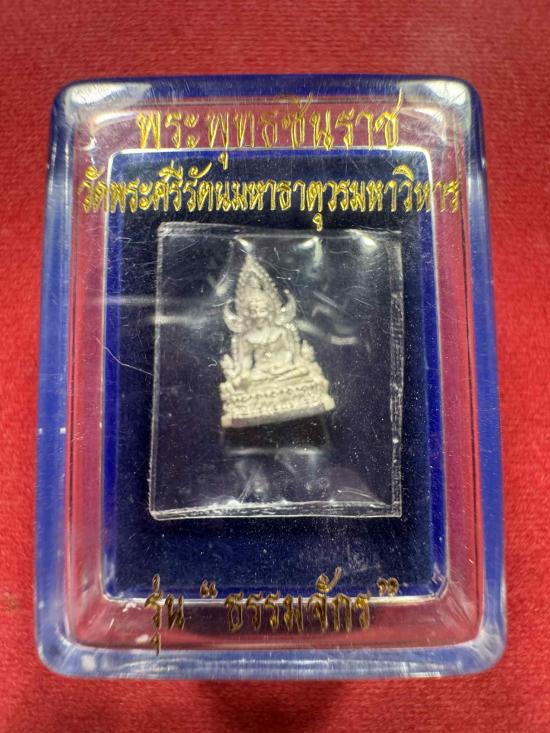 พระพุทธชินราช
วัดพระศรีรัตนมหาธาตุวรมหาวิหาร
รุ่น "ธรรมจักร"